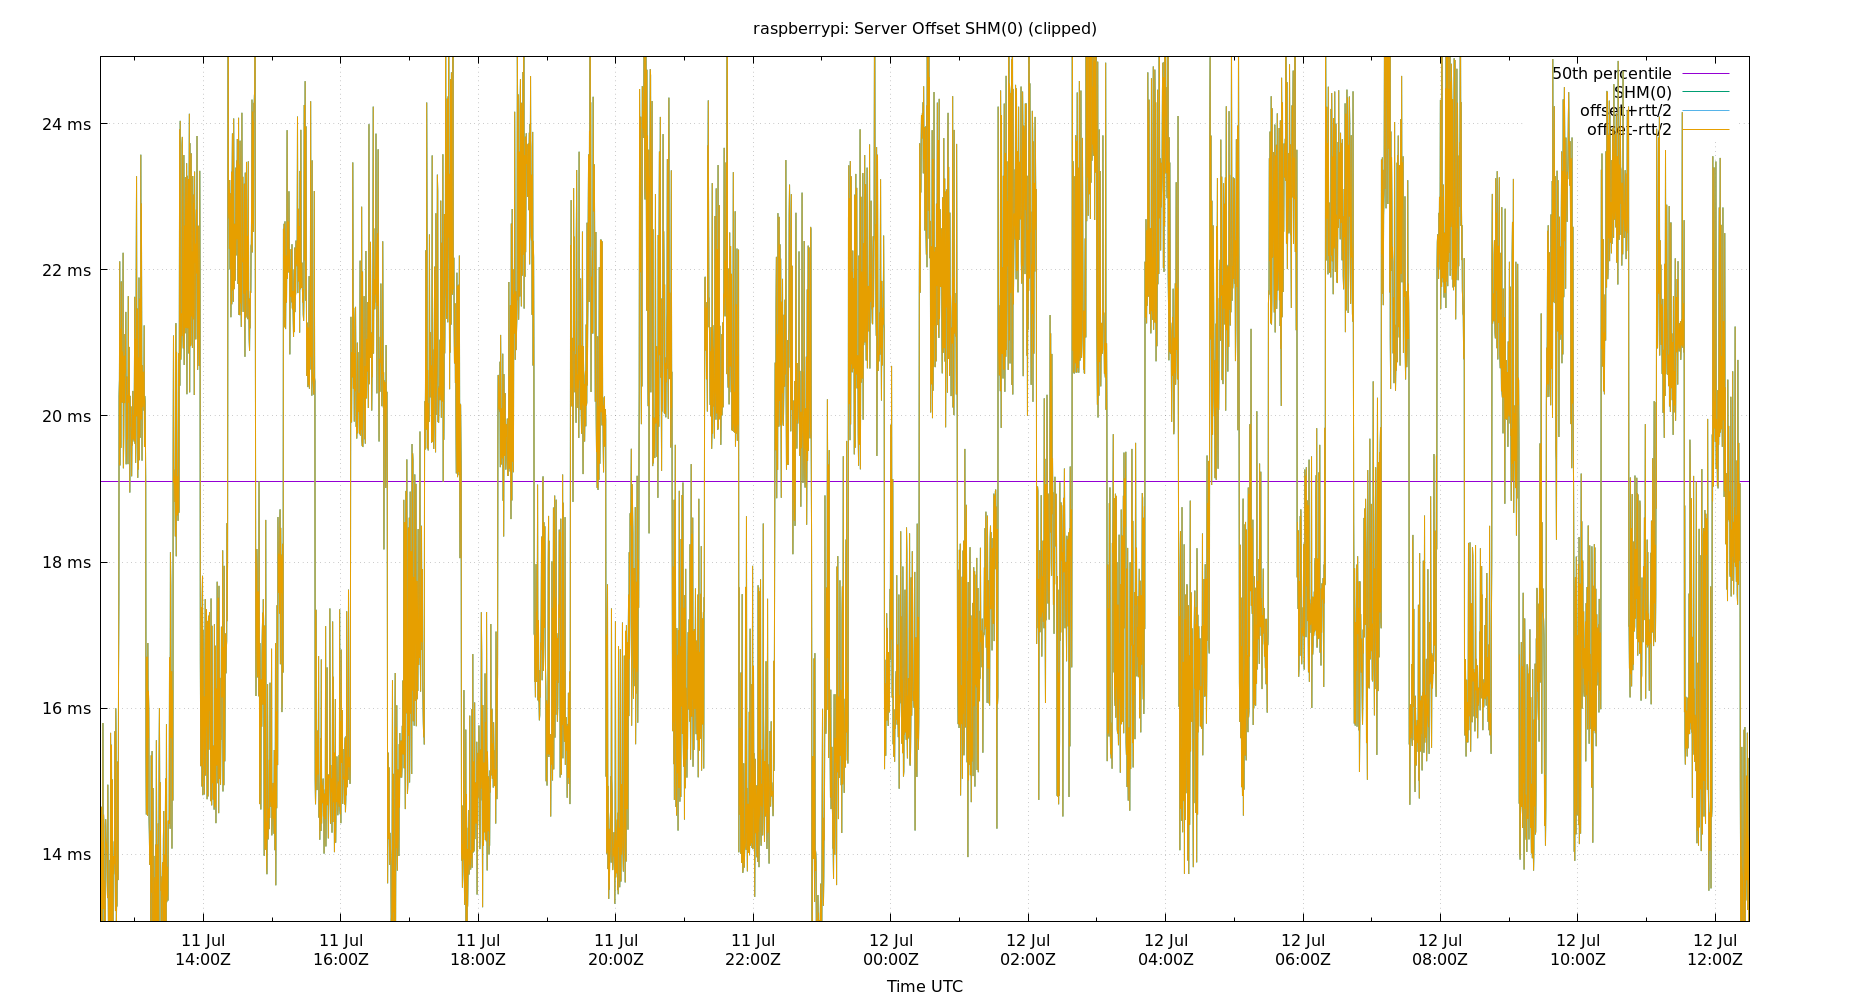 raspberrypi: Server Offset SHM(0) (clipped)
50th percentile
SHM(0)
offset+rtt/2
offset-rtt/2
24 ms
22 ms
20 ms
18 ms
16 ms
14 ms
11 Jul 11 Jul 11 Jul 11 Jul 11 Jul 12 Jul 12 Jul 12 Jul 12 Jul 12 Jul 12 Jul 12 Jul
14:00Z 16:00Z 18:00Z 20:00Z 22:00Z 00:00Z 02:00Z 04:00Z 06:00Z 08:00Z 10:00Z 12:00Z
Time UTC